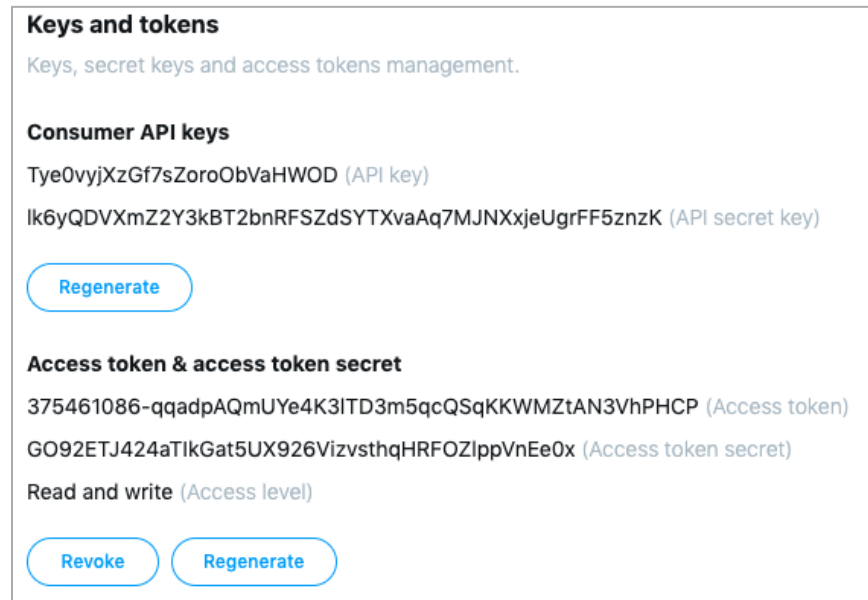 Keys and tokens
Keys, secret keys and access tokens management.
Consumer API keys
Tye0vyjXzGf7sZoroObVaHWOD (API key)
lk6yQDVXmZ2Y3kBT2bnRFSZdSYTXvaAq7MJNXxjeUgrFF5znzK (API secret key)
Regenerate
Access token & access token secret
375461086-qqadpAQmUYe4K3lTD3m5qcQSqKKWMZtAN3VhPHCP (Access token)
GO92ETJ424aTlkGat5UX926VizvsthqHRFOZlppVnEe0x (Access token secret)
Read and write (Access level)
Revoke Regenerate